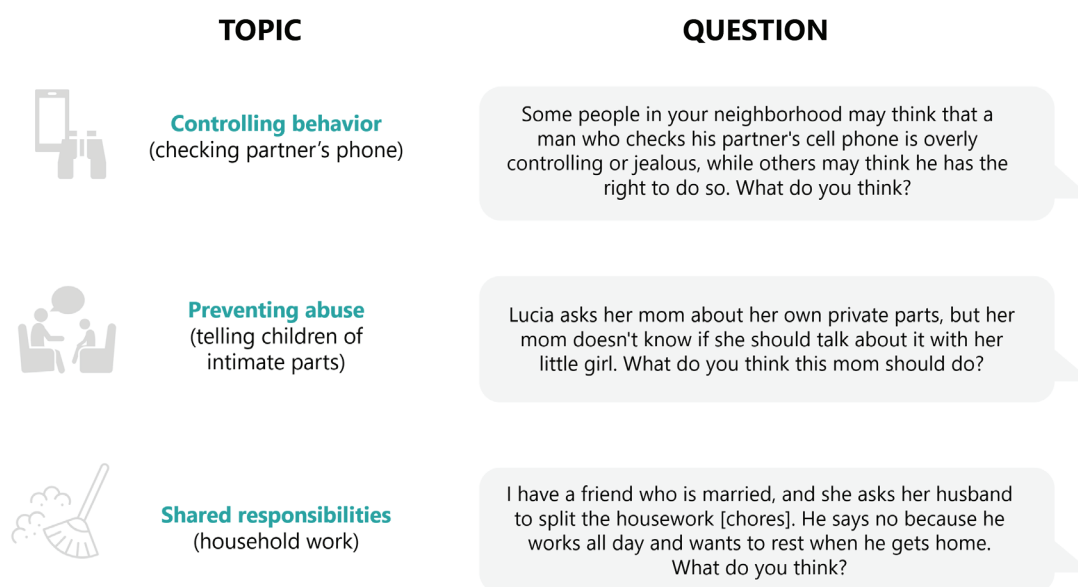 TOPIC
QUESTION
Controlling behavior
(checking partner's phone)
Some people in your neighborhood may think that a
man who checks his partner's cell phone is overly
controlling or jealous, while others may think he has the
right to do so. What do you think?
Preventing abuse
(telling children of
intimate parts)
Lucia asks her mom about her own private parts, but her
mom doesn't know if she should talk about it with her
little girl. What do you think this mom should do?
Shared responsibilities
(household work)
I have a friend who is married, and she asks her husband
to split the housework [chores]. He says no because he
works all day and wants to rest when he gets home.
What do you think?